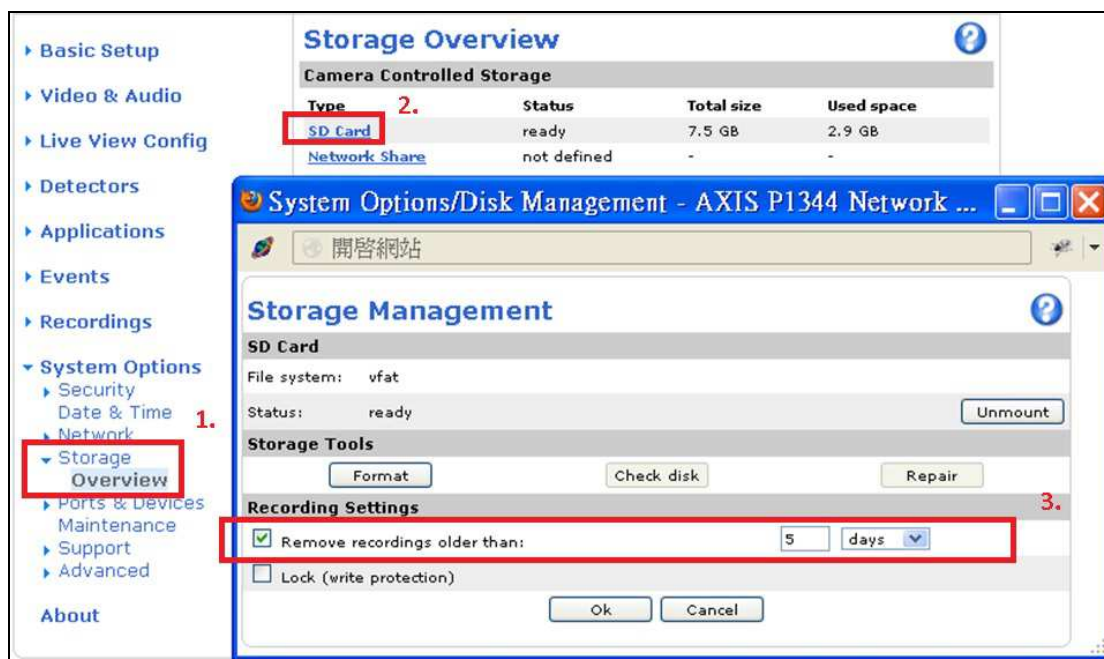 Basic Setup
Video & Audio
Live View Config
Detectors
Applications
Events
Recordings
System Options
Security
Date & Time
1.
Network
Storage
Overview
Ports & Devices
Maintenance
Support
Advanced
About
Storage Overview
Camera Controlled Storage
Type Status Total size Used space
2.
SD Card ready 7.5 GB 2.9 GB
Network Share not defined - -
System Options/Disk Management - AXIS P1344 Network ...
開啓網站
Storage Management
SD Card
File system: vfat
Status: ready Unmount
Storage Tools
Format Check disk Repair
Recording Settings
3.
Remove recordings older than: 5 days
Lock (write protection)
Ok Cancel